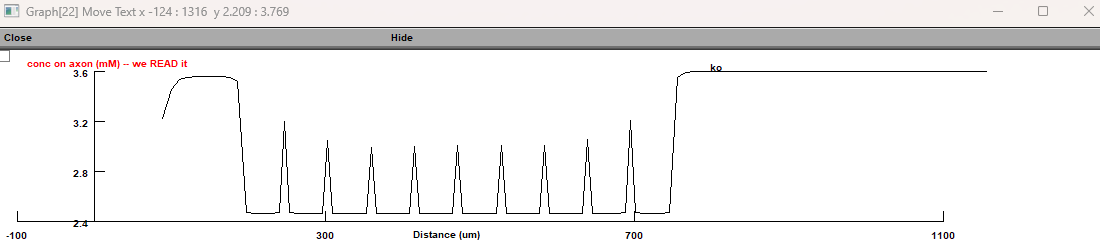 Graph[22] Move Text x -124 : 1316  y 2.209 : 3.769
Close Hide
conc on axon (mM) -- we READ it
3.6
ko
3.2
2.8
2.4
-100 300 Distance (um) 700 1100